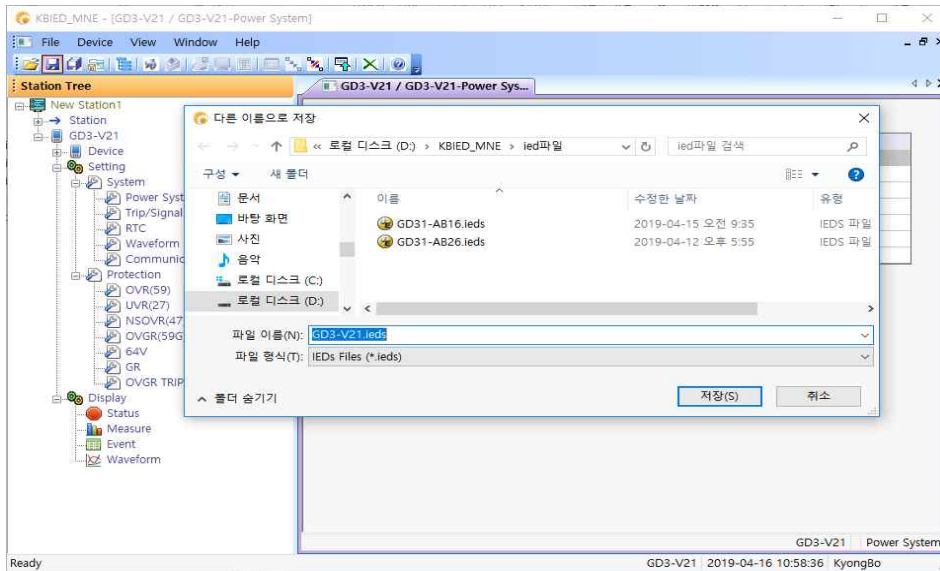 KBIED_MNE - [GD3-V21 / GD3-V21-Power System]
File Device View Window Help
Station Tree
GD3-V21 / GD3-V21-Power Sys...
New Station1
Station
GD3-V21
Device
Setting
System
Power Syst
Trip/Signal
RTC
Waveform
Communic
Protection
OVR(59)
UVR(27)
NSOVR(47
OVGR(59G
64V
GR
OVGR TRIP
Display
Status
Measure
Event
Waveform
다른 이름으로 저장
« 로컬 디스크 (D:) › KBIED_MNE › ied파일
ied파일 검색
구성 새 폴더
문서
바탕 화면
사진
음악
로컬 디스크 (C:)
로컬 디스크 (D:)
이름 수정한 날짜 유형
GD31-AB16.ieds 2019-04-15 오전 9:35 IEDS 파일
GD31-AB26.ieds 2019-04-12 오후 5:55 IEDS 파일
파일 이름(N): GD3-V21.ieds
파일 형식(T): IEDs Files (*.ieds)
폴더 숨기기
저장(S) 취소
GD3-V21 Power System
Ready GD3-V21 2019-04-16 10:58:36 KyongBo